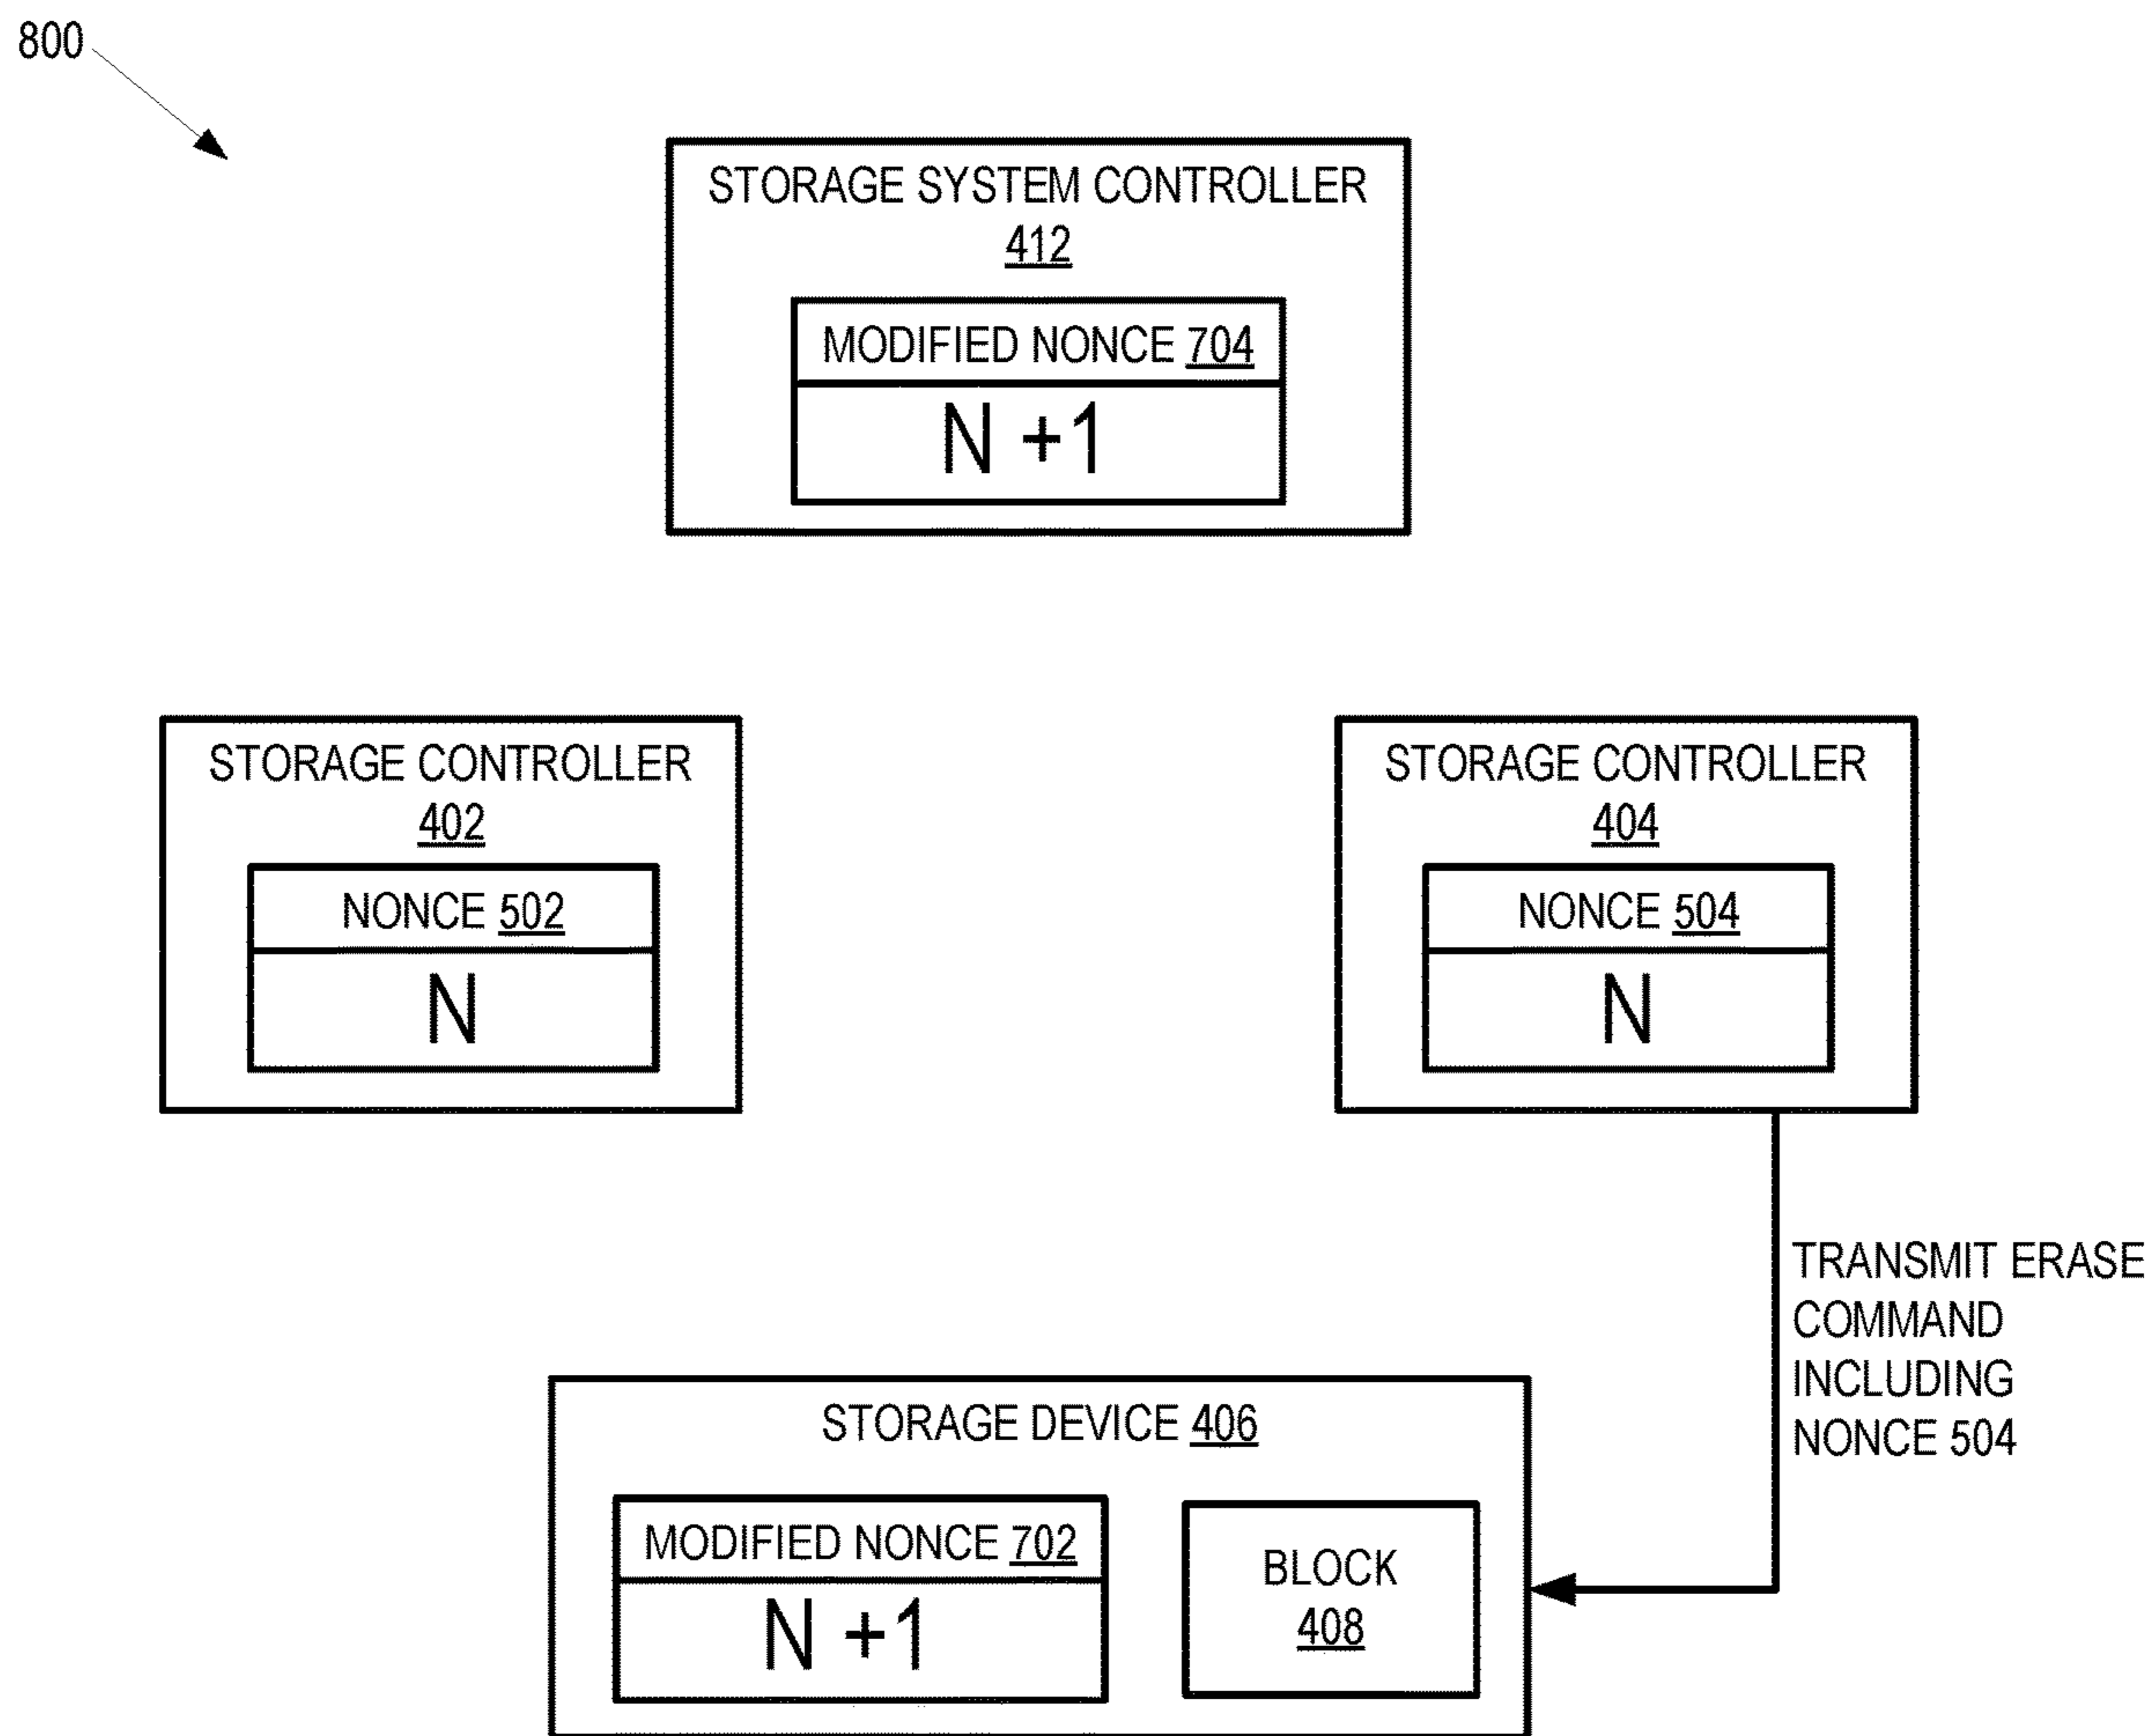 800
STORAGE SYSTEM CONTROLLER
412
MODIFIED NONCE 704
N +1
STORAGE CONTROLLER
402
NONCE 502
N
STORAGE CONTROLLER
404
NONCE 504
N
TRANSMIT ERASE
COMMAND
INCLUDING
NONCE 504
STORAGE DEVICE 406
MODIFIED NONCE 702
N +1
BLOCK
408